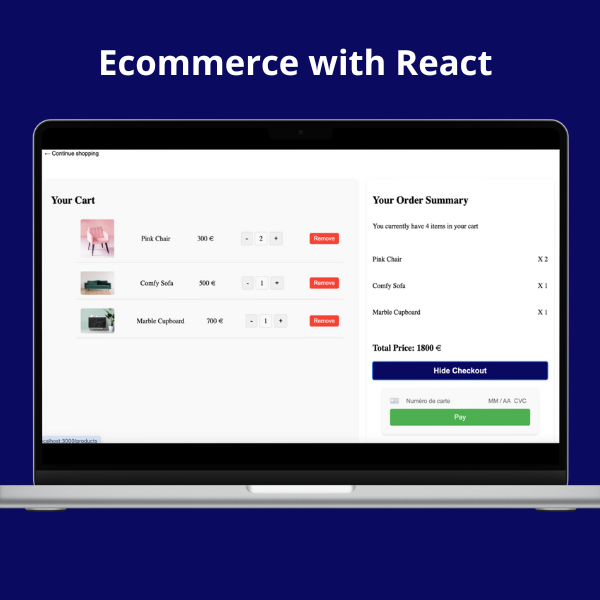 Ecommerce with React
← Continue shopping
Your Cart
Pink Chair 300 € - 2 + Remove
Comfy Sofa 500 € - 1 + Remove
Marble Cupboard 700 € - 1 + Remove
Your Order Summary
You currently have 4 items in your cart
Pink Chair X 2
Comfy Sofa X 1
Marble Cupboard X 1
Total Price: 1800 €
Hide Checkout
Numéro de carte MM / AA CVC
Pay
calhost:3000/products